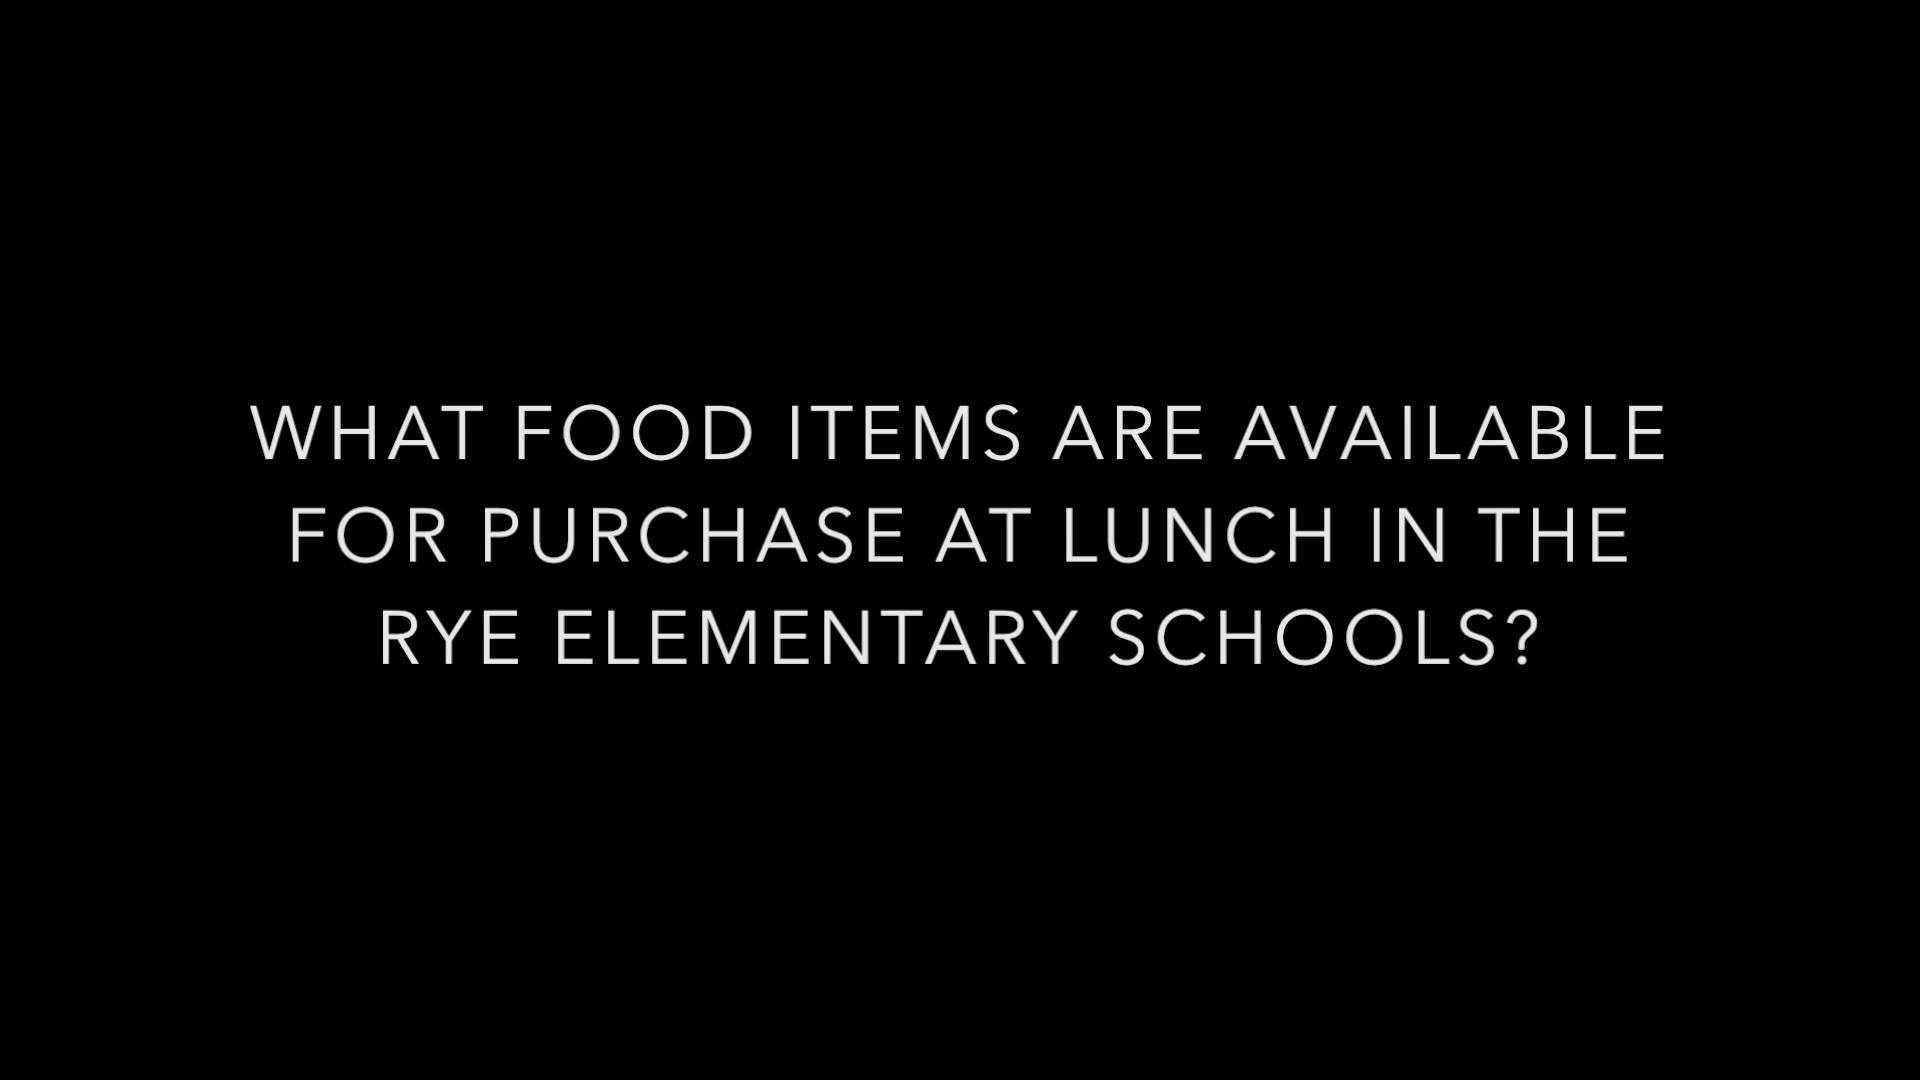 WHAT FOOD ITEMS ARE AVAILABLE
FOR PURCHASE AT LUNCH IN THE
RYE ELEMENTARY SCHOOLS?